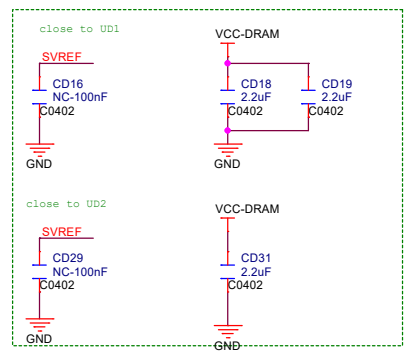 close to UD1
VCC-DRAM
SVREF
CD16
NC-100nF
C0402
CD18
2.2uF
C0402
CD19
2.2uF
C0402
GND
GND
close to UD2
VCC-DRAM
SVREF
CD29
NC-100nF
C0402
CD31
2.2uF
C0402
GND
GND